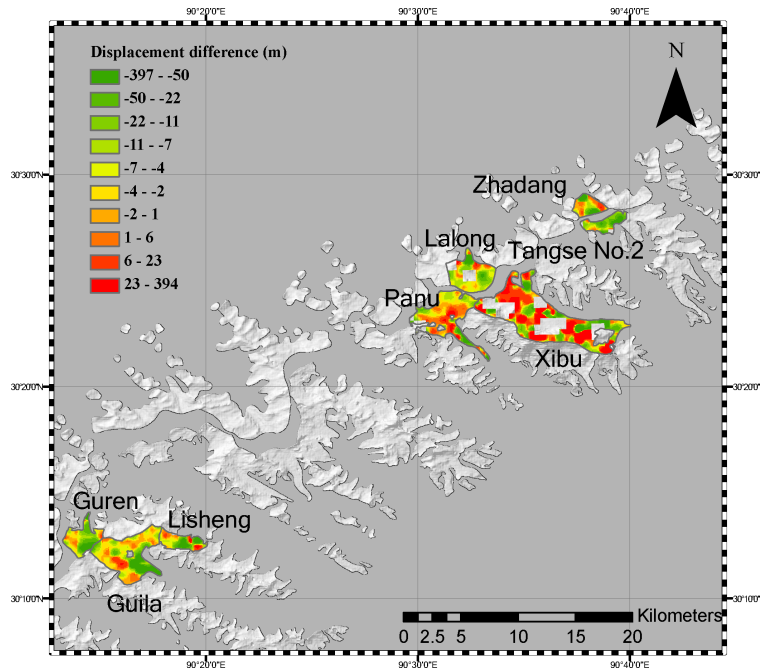 90°20'0"E 90°30'0"E 90°40'0"E
Displacement difference (m)
-397 - -50
-50 - -22
-22 - -11
-11 - -7
-7 - -4
-4 - -2
-2 - 1
1 - 6
6 - 23
23 - 394
N
30°30'0"N 30°30'0"N
Zhadang
Lalong
Tangse No.2
Panu
Xibu
30°20'0"N 30°20'0"N
Guren
Lisheng
Guila
30°10'0"N 30°10'0"N
Kilometers
0 2.5 5 10 15 20
90°20'0"E 90°30'0"E 90°40'0"E